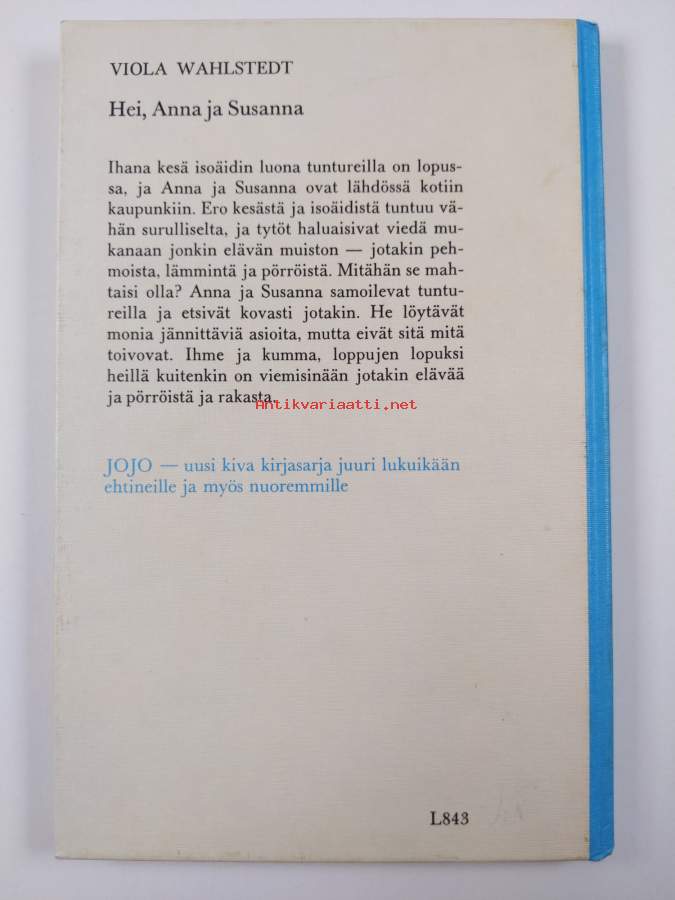 VIOLA WAHLSTEDT
Hei, Anna ja Susanna
Ihana kesä isoäidin luona tuntureilla on lopus-
sa, ja Anna ja Susanna ovat lähdössä kotiin
kaupunkiin. Ero kesästä ja isoäidistä tuntuu vä-
hän surulliselta, ja tytöt haluaisivat viedä mu-
kanaan jonkin elävän muiston — jotakin peh-
moista, lämmintä ja pörröistä. Mitähän se mah-
taisi olla? Anna ja Susanna samoilevat tuntu-
reilla ja etsivät kovasti jotakin. He löytävät
monia jännittäviä asioita, mutta eivät sitä mitä
toivovat. Ihme ja kumma, loppujen lopuksi
heillä kuitenkin on viemisinään jotakin elävää
ja pörröistä ja rakasta.
Antikvariaatti.net
JOJO — uusi kiva kirjasarja juuri lukuikään
ehtineille ja myös nuoremmille
L843